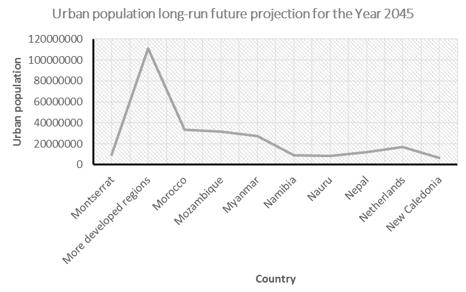 Urban population long-run future projection for the Year 2045
Urban population
120000000
100000000
80000000
60000000
40000000
20000000
0
Montserrat
More developed regions
Morocco
Mozambique
Myanmar
Namibia
Nauru
Nepal
Netherlands
New Caledonia
Country